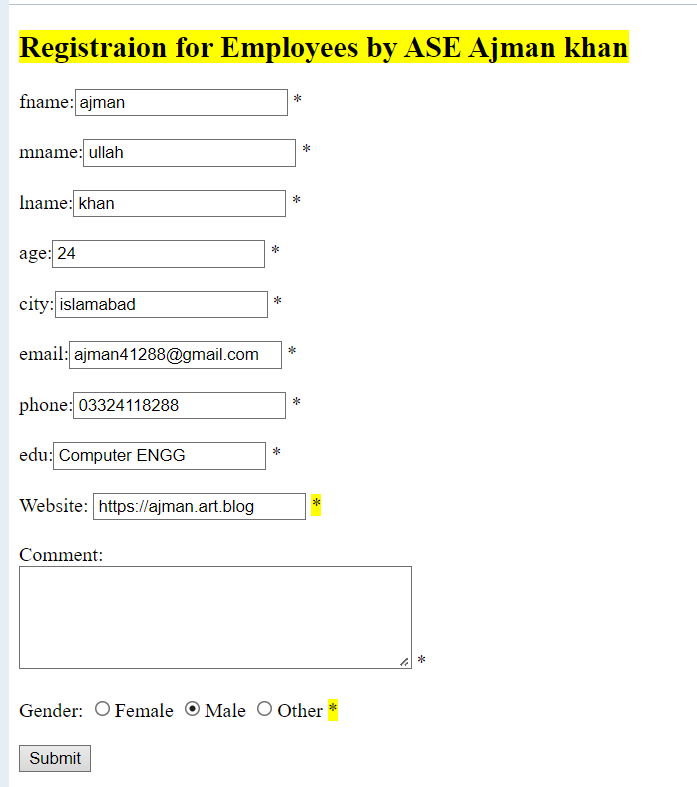 Registraion for Employees by ASE Ajman khan
fname: ajman *
mname: ullah *
lname: khan *
age: 24 *
city: islamabad *
email: ajman41288@gmail.com *
phone: 03324118288 *
edu: Computer ENGG *
Website: https://ajman.art.blog *
Comment:
*
Gender: Female Male Other *
Submit